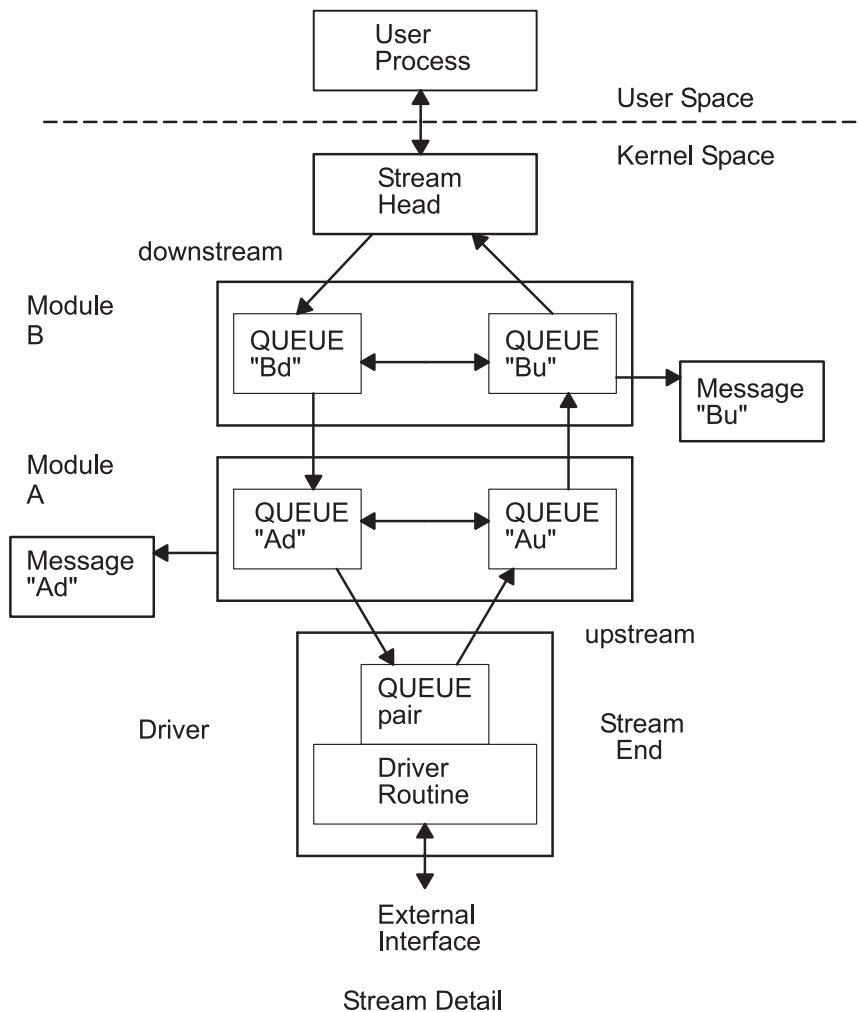 User
Process
User Space
Kernel Space
Stream
Head
downstream
Module
B
QUEUE
"Bd"
QUEUE
"Bu"
Message
"Bu"
Module
A
QUEUE
"Ad"
QUEUE
"Au"
Message
"Ad"
upstream
QUEUE
pair
Driver
Stream
End
Driver
Routine
External
Interface
Stream Detail